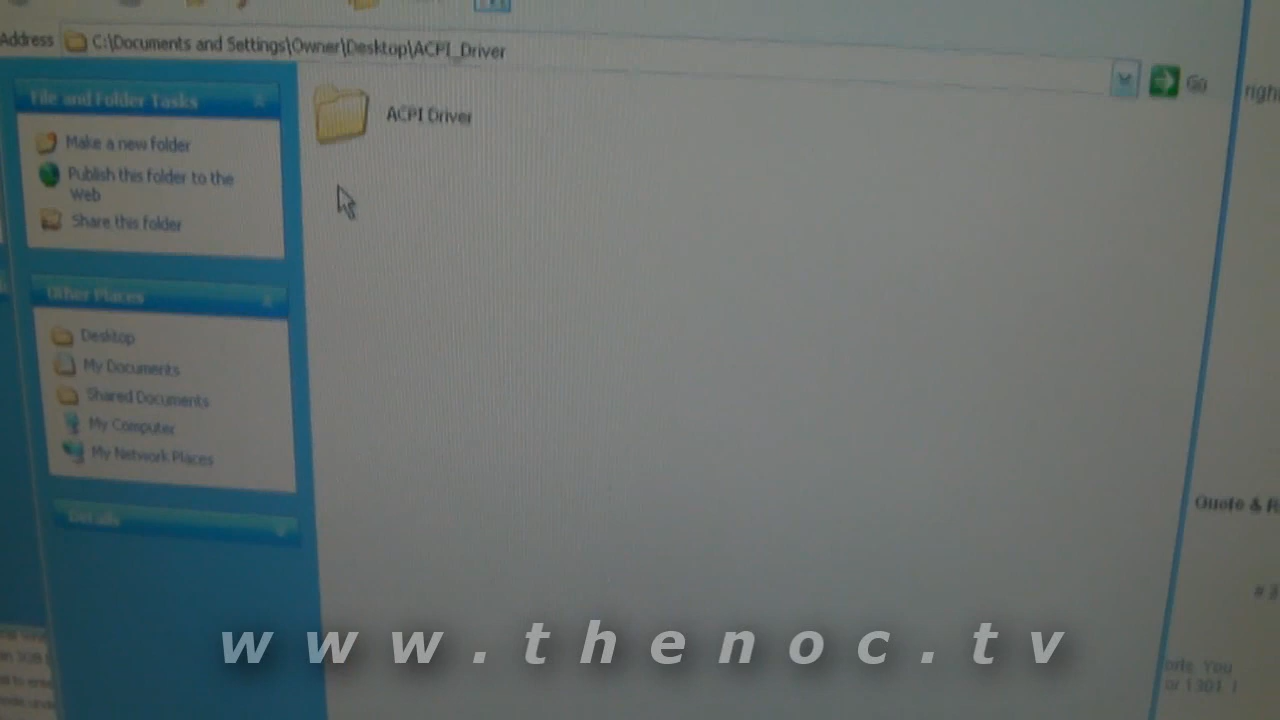 Address C:\Documents and Settings\Owner\Desktop\ACPI_Driver
Go
File and Folder Tasks
Make a new folder
Publish this folder to the
Web
Share this folder
Other Places
Desktop
My Documents
Shared Documents
My Computer
My Network Places
Details
ACPI Driver
Quote &
You
www.thenoc.tv